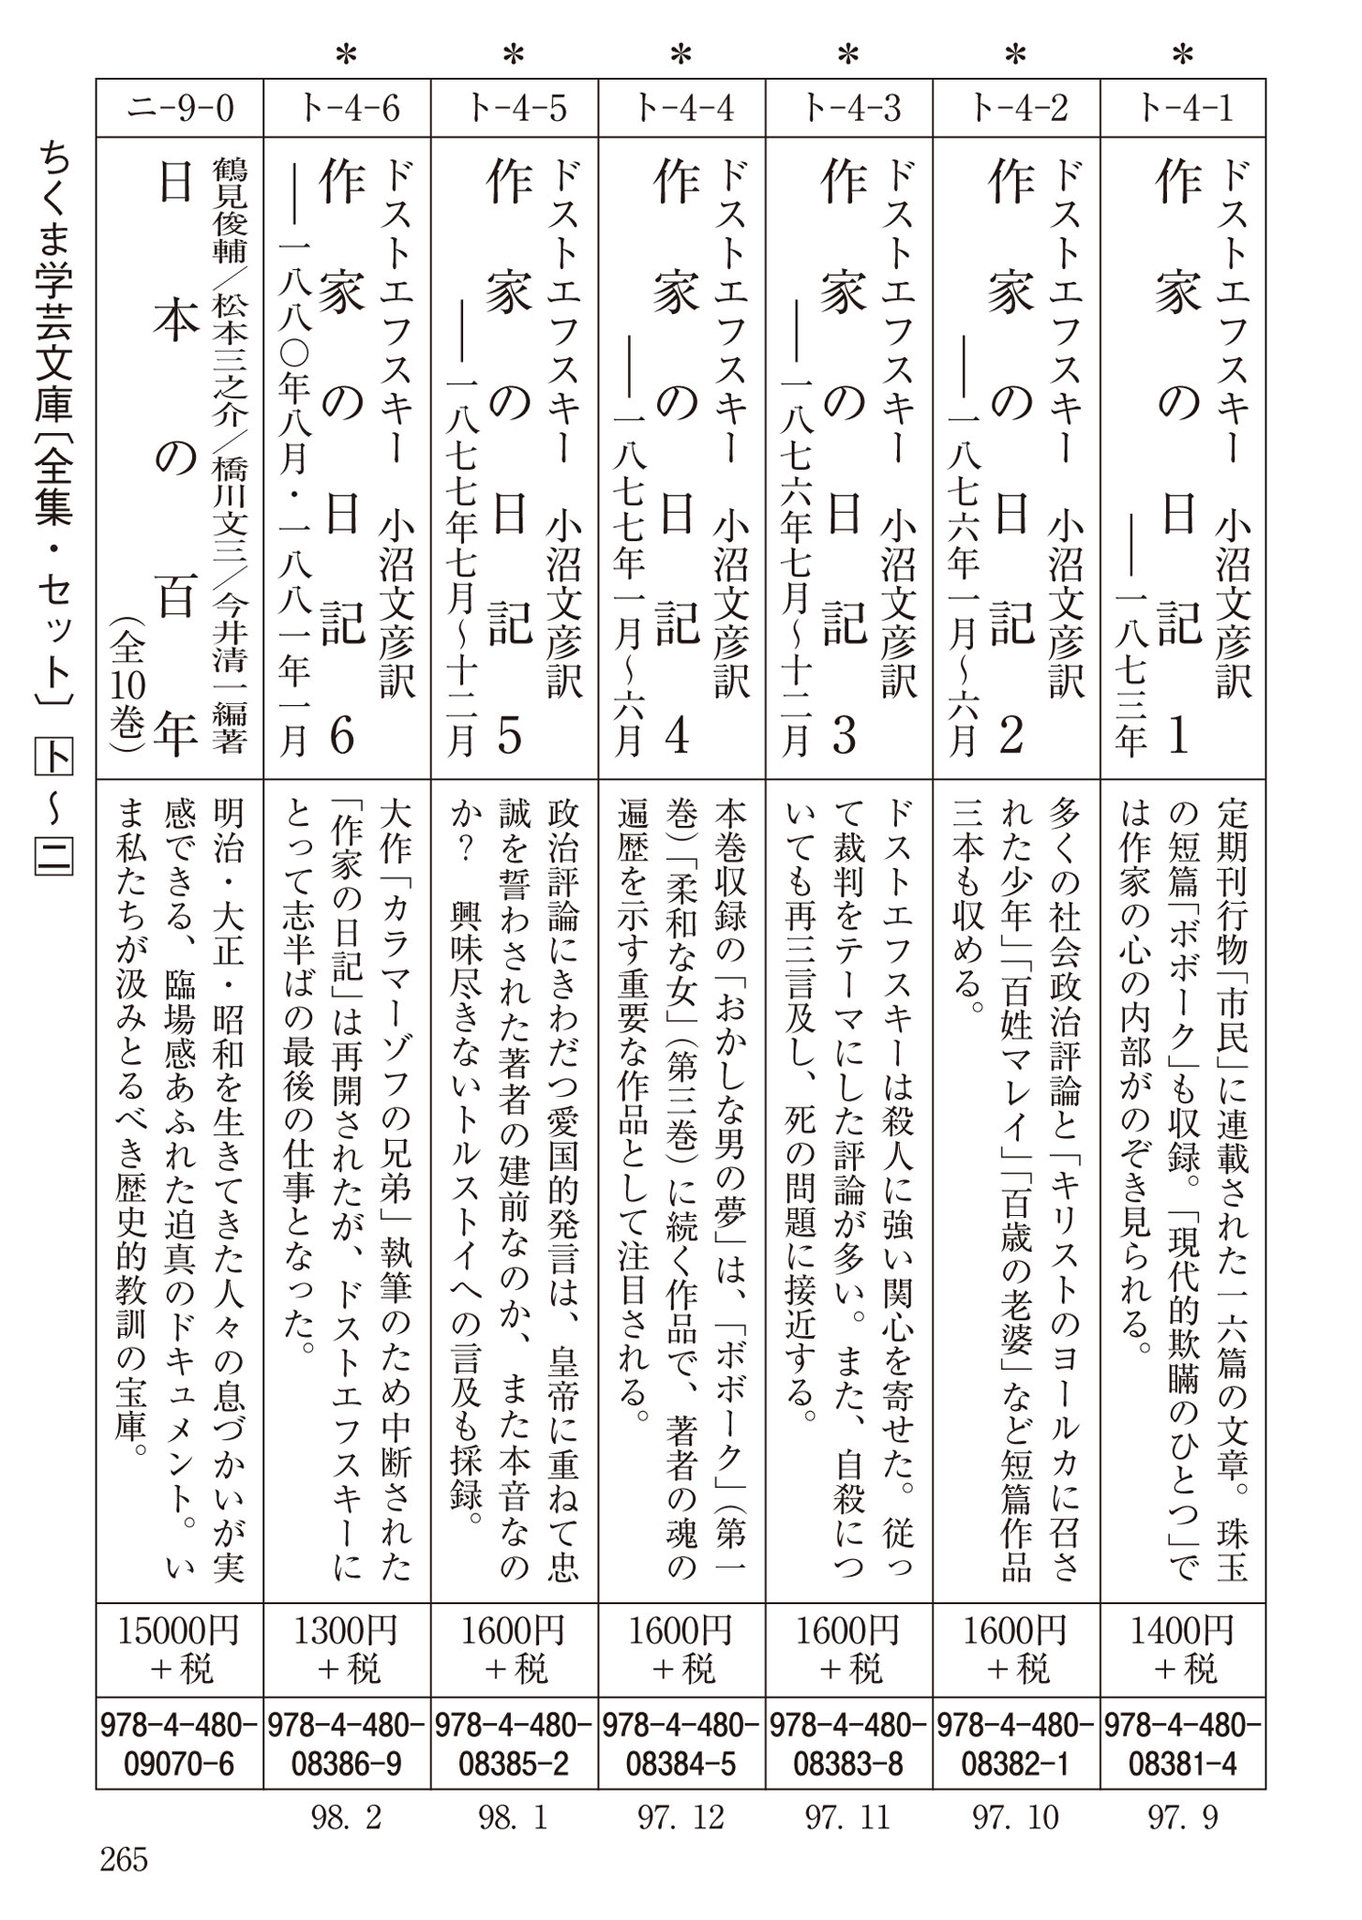 ＊
ト-4-1
ドストエフスキー 小沼文彦訳
作家の日記 1
――一八七三年
定期刊行物「市民」に連載された一六篇の文章。珠玉
の短篇「ボボーク」も収録。「現代的欺瞞のひとつ」で
は作家の心の内部がのぞき見られる。
1400円
＋税
978-4-480-
08381-4
97. 9
＊
ト-4-2
ドストエフスキー 小沼文彦訳
作家の日記 2
――一八七六年一月～六月
多くの社会政治評論と「キリストのヨールカに召さ
れた少年」「百姓マレイ」「百歳の老婆」など短篇作品
三本も収める。
1600円
＋税
978-4-480-
08382-1
97. 10
＊
ト-4-3
ドストエフスキー 小沼文彦訳
作家の日記 3
――一八七六年七月～十二月
ドストエフスキーは殺人に強い関心を寄せた。従っ
て裁判をテーマにした評論が多い。また、自殺につ
いても再三言及し、死の問題に接近する。
1600円
＋税
978-4-480-
08383-8
97. 11
＊
ト-4-4
ドストエフスキー 小沼文彦訳
作家の日記 4
――一八七七年一月～六月
本巻収録の「おかしな男の夢」は、「ボボーク」（第一
巻）「柔和な女」（第三巻）に続く作品で、著者の魂の
遍歴を示す重要な作品として注目される。
1600円
＋税
978-4-480-
08384-5
97. 12
＊
ト-4-5
ドストエフスキー 小沼文彦訳
作家の日記 5
――一八七七年七月～十二月
政治評論にきわだつ愛国的発言は、皇帝に重ねて忠
誠を誓わされた著者の建前なのか、また本音なの
か？　興味尽きないトルストイへの言及も採録。
1600円
＋税
978-4-480-
08385-2
98. 1
＊
ト-4-6
ドストエフスキー 小沼文彦訳
作家の日記 6
――一八八〇年八月・一八八一年一月
大作「カラマーゾフの兄弟」執筆のため中断された
「作家の日記」は再開されたが、ドストエフスキーに
とって志半ばの最後の仕事となった。
1300円
＋税
978-4-480-
08386-9
98. 2
ニ-9-0
鶴見俊輔／松本三之介／橋川文三／今井清一編著
日本の百年
（全10巻）
明治・大正・昭和を生きてきた人々の息づかいが実
感できる、臨場感あふれた迫真のドキュメント。い
ま私たちが汲みとるべき歴史的教訓の宝庫。
15000円
＋税
978-4-480-
09070-6
ちくま学芸文庫〔全集・セット〕 ト～ニ
265